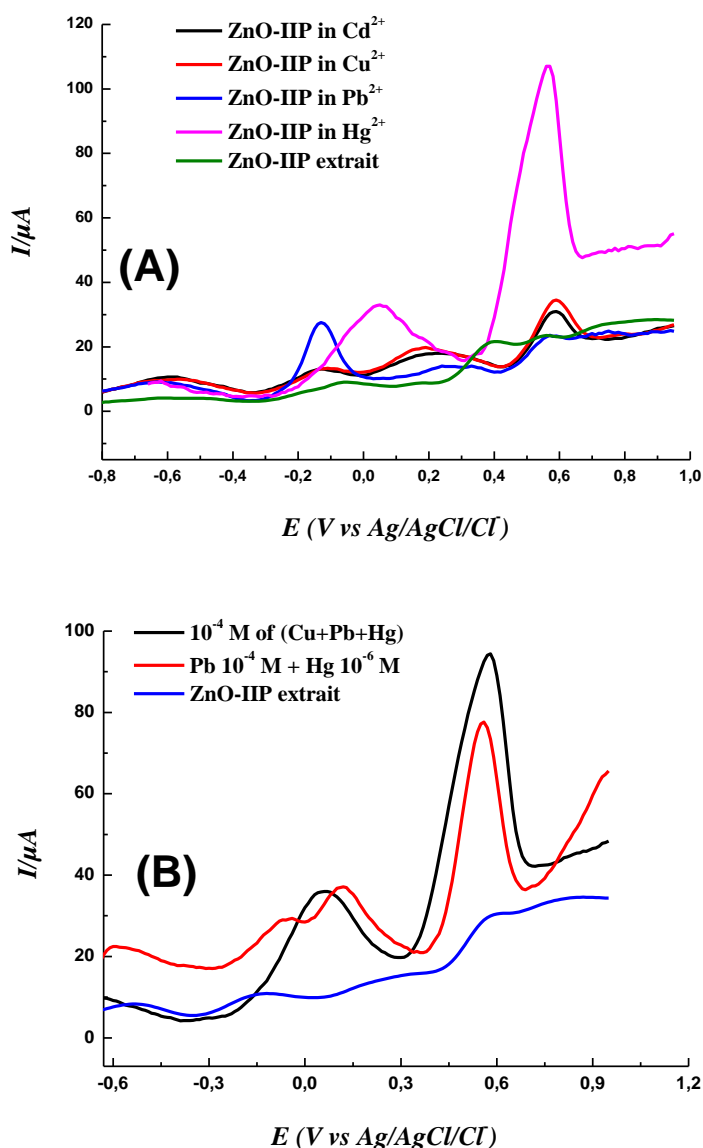 120
100
80
60
40
20
0
I/µA
ZnO-IIP in Cd²⁺
ZnO-IIP in Cu²⁺
ZnO-IIP in Pb²⁺
ZnO-IIP in Hg²⁺
ZnO-IIP extrait
(A)
-0,8 -0,6 -0,4 -0,2 0,0 0,2 0,4 0,6 0,8 1,0
E (V vs Ag/AgCl/Cl⁻)
100
80
60
40
20
0
I/µA
10⁻⁴ M of (Cu+Pb+Hg)
Pb 10⁻⁴ M + Hg 10⁻⁶ M
ZnO-IIP extrait
(B)
-0,6 -0,3 0,0 0,3 0,6 0,9 1,2
E (V vs Ag/AgCl/Cl⁻)